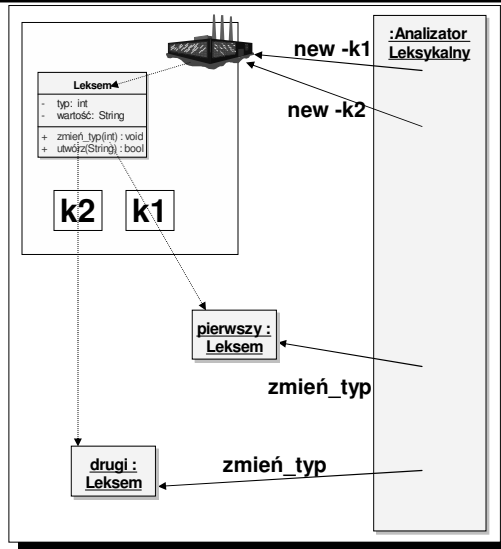 :Analizator
Leksykalny
new -k1
new -k2
Leksem
- typ: int
- wartość: String
+ zmień_typ(int) : void
+ utwórz(String) : bool
k2
k1
pierwszy :
Leksem
zmień_typ
drugi :
Leksem
zmień_typ